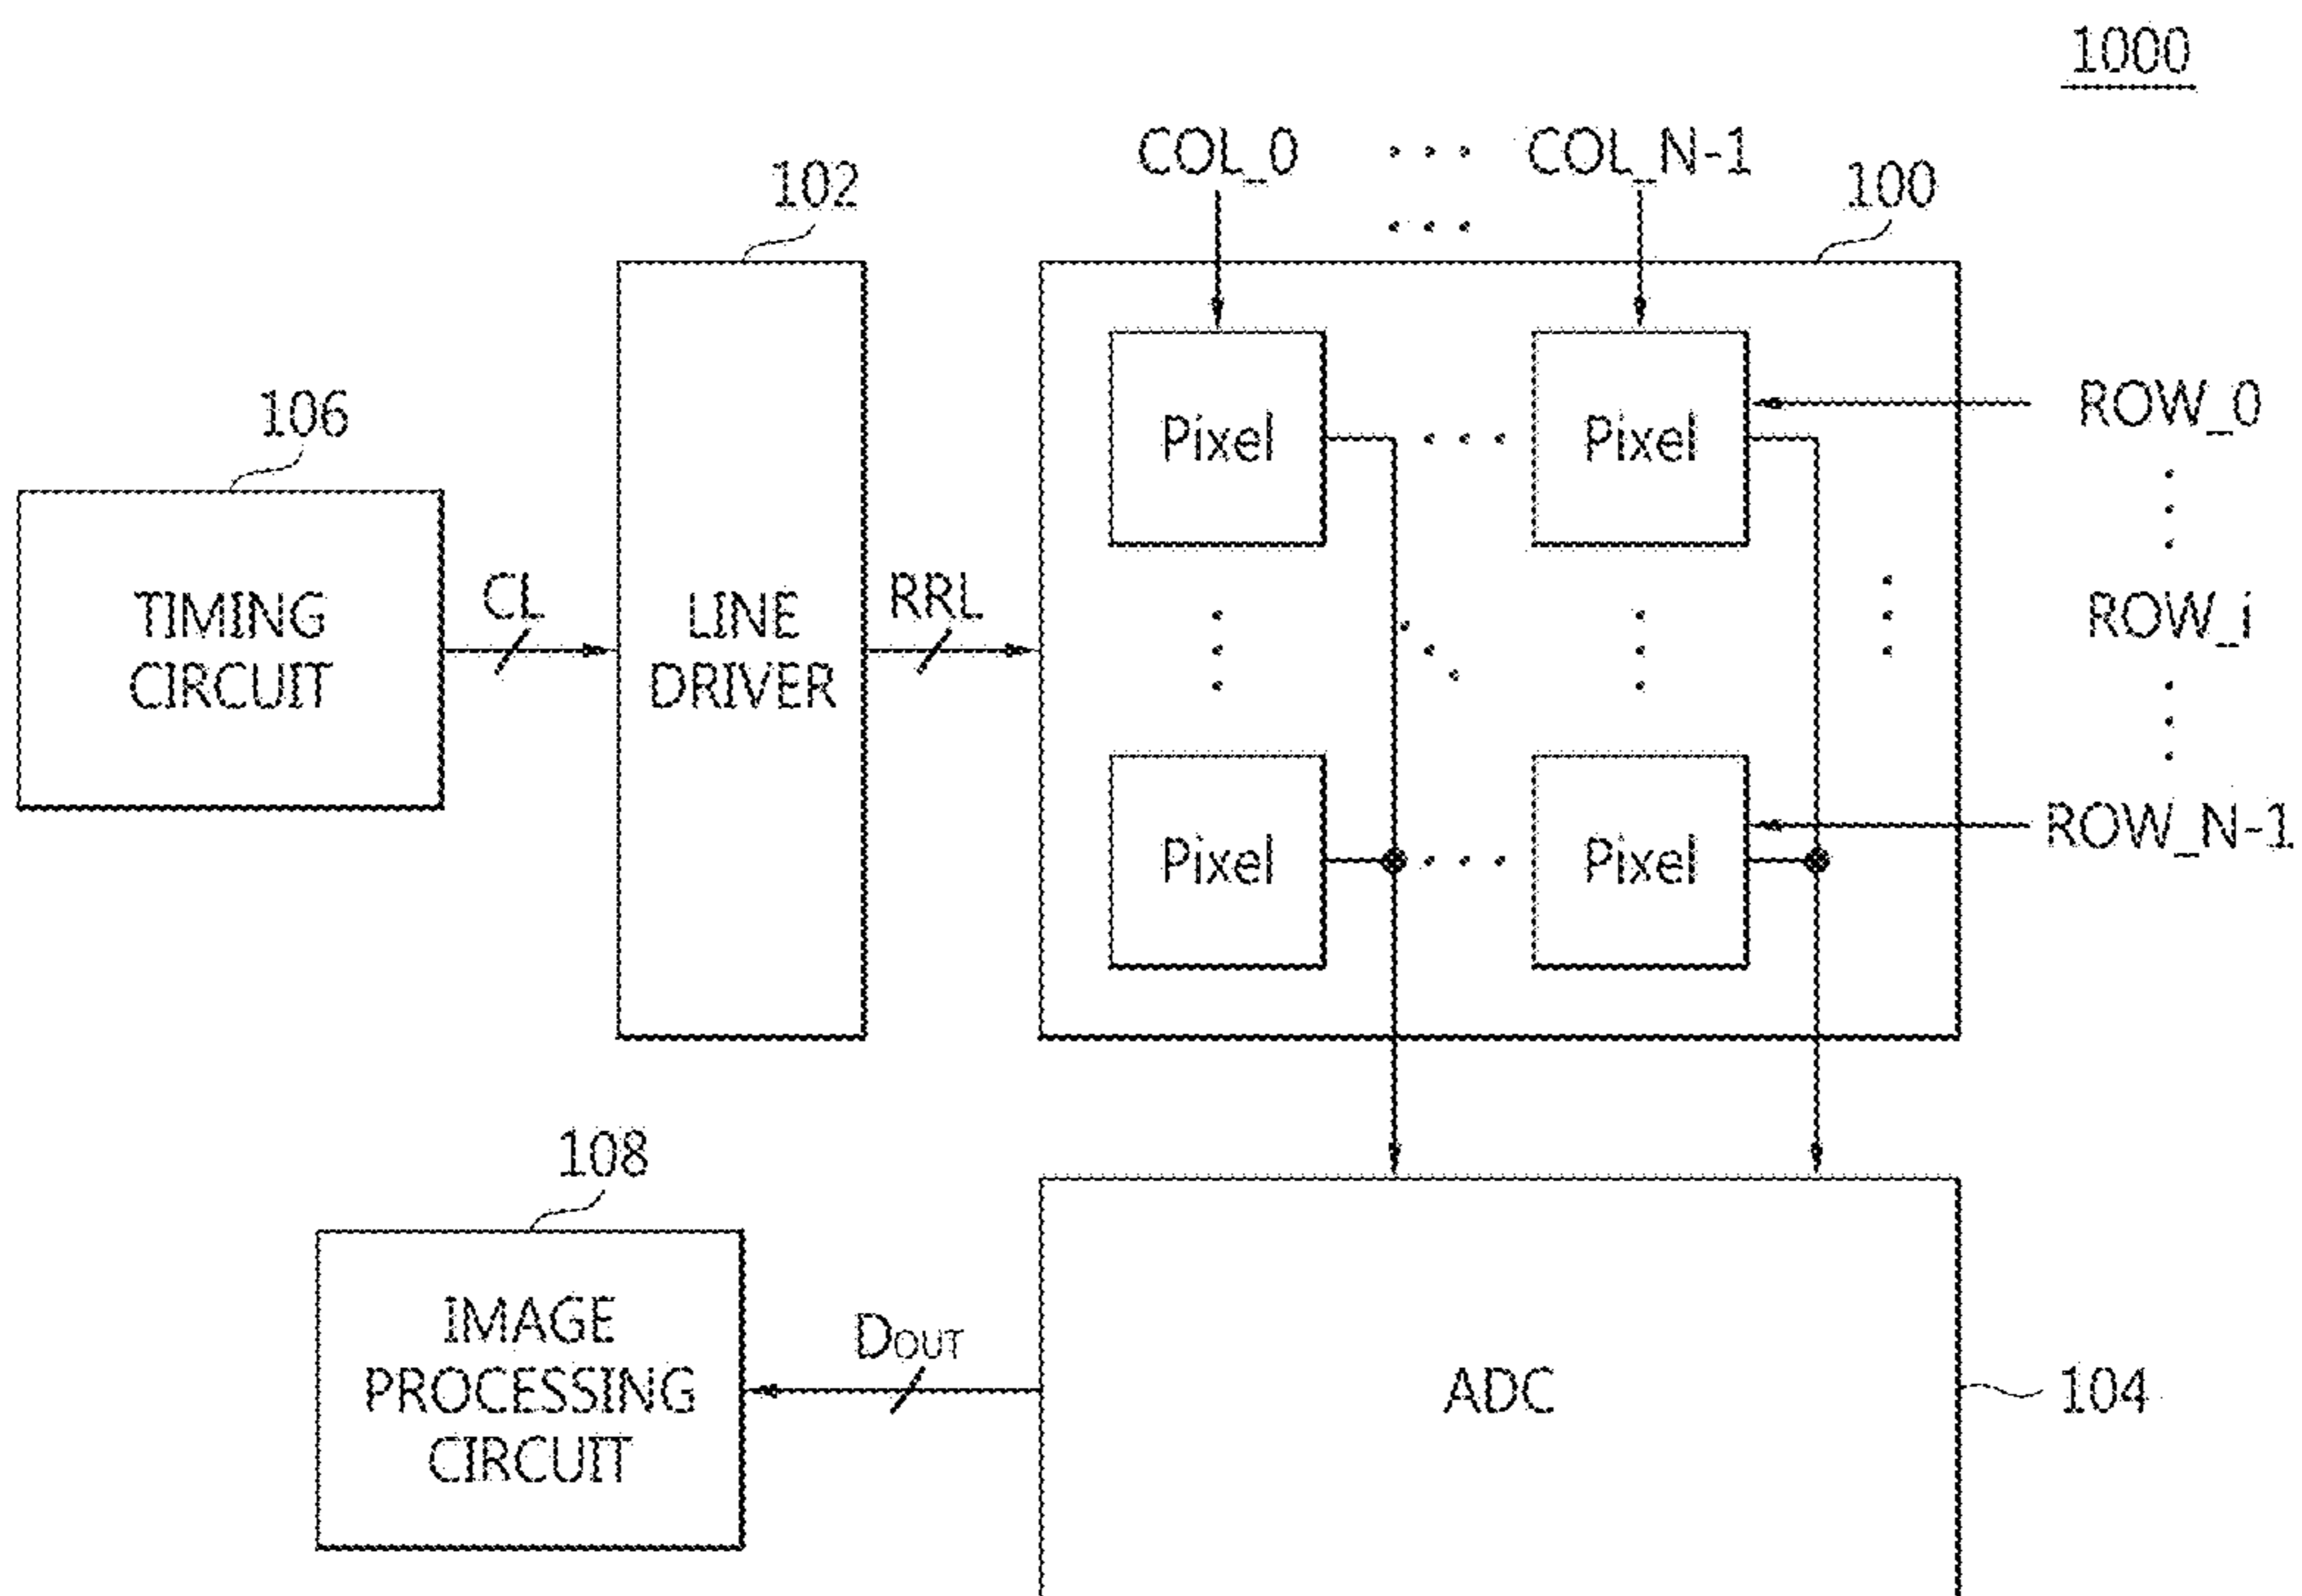 1000
COL_0 ... COL_N-1
...
102
100
106
Pixel ... Pixel
ROW_0
TIMING
CIRCUIT
CL
LINE
DRIVER
RRL
ROW_i
Pixel ... Pixel
ROW_N-1
108
IMAGE
PROCESSING
CIRCUIT
DOUT
ADC
104